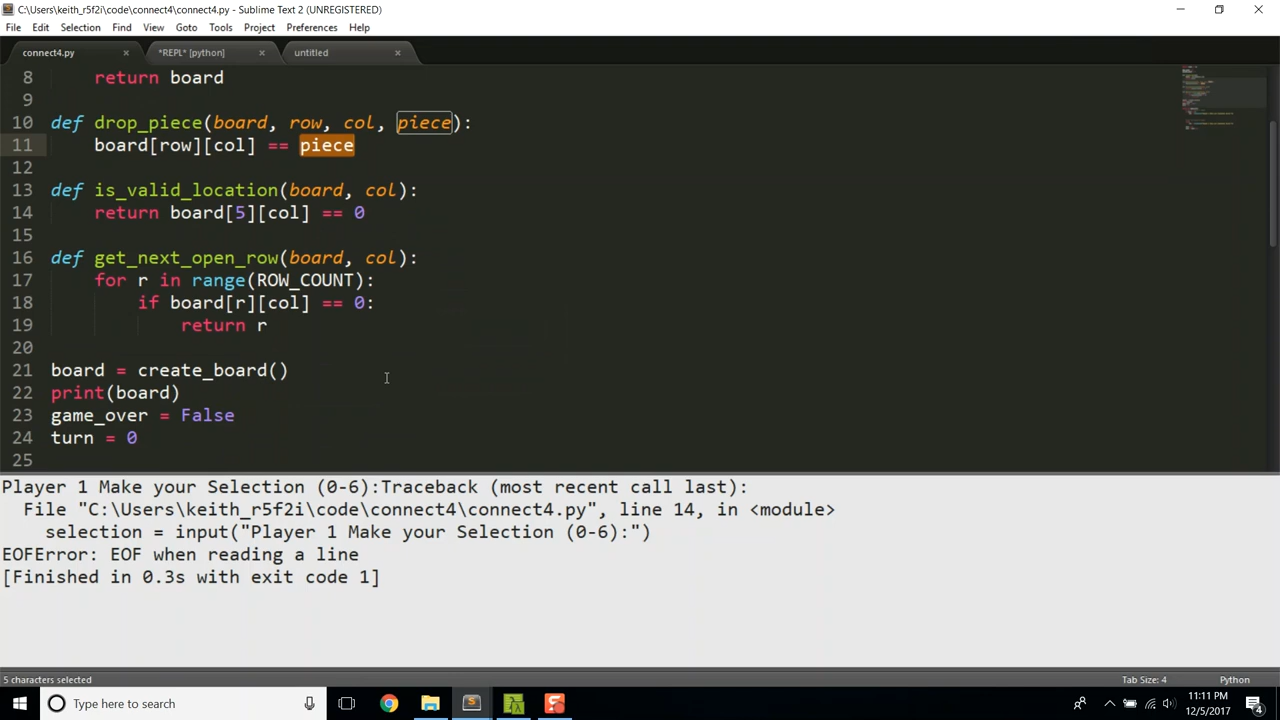 C:\Users\keith_r5f2i\code\connect4\connect4.py - Sublime Text 2 (UNREGISTERED)
File Edit Selection Find View Goto Tools Project Preferences Help
connect4.py × *REPL* [python] × untitled ×
8 return board
9
10 def drop_piece(board, row, col, piece):
11 board[row][col] == piece
12
13 def is_valid_location(board, col):
14 return board[5][col] == 0
15
16 def get_next_open_row(board, col):
17 for r in range(ROW_COUNT):
18 if board[r][col] == 0:
19 return r
20
21 board = create_board()
22 print(board)
23 game_over = False
24 turn = 0
25
Player 1 Make your Selection (0-6):Traceback (most recent call last):
File "C:\Users\keith_r5f2i\code\connect4\connect4.py", line 14, in <module>
selection = input("Player 1 Make your Selection (0-6):")
EOFError: EOF when reading a line
[Finished in 0.3s with exit code 1]
5 characters selected Tab Size: 4 Python
Type here to search
11:11 PM
12/5/2017
4